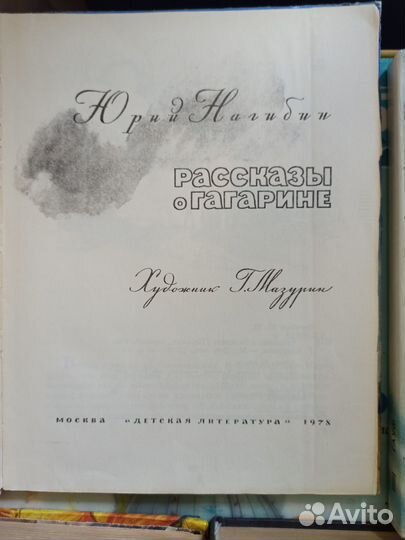 Юрий Нагибин
РАССКАЗЫ
О ГАГАРИНЕ
Художник Г. Мазурин
МОСКВА «ДЕТСКАЯ ЛИТЕРАТУРА» 1978
Avito